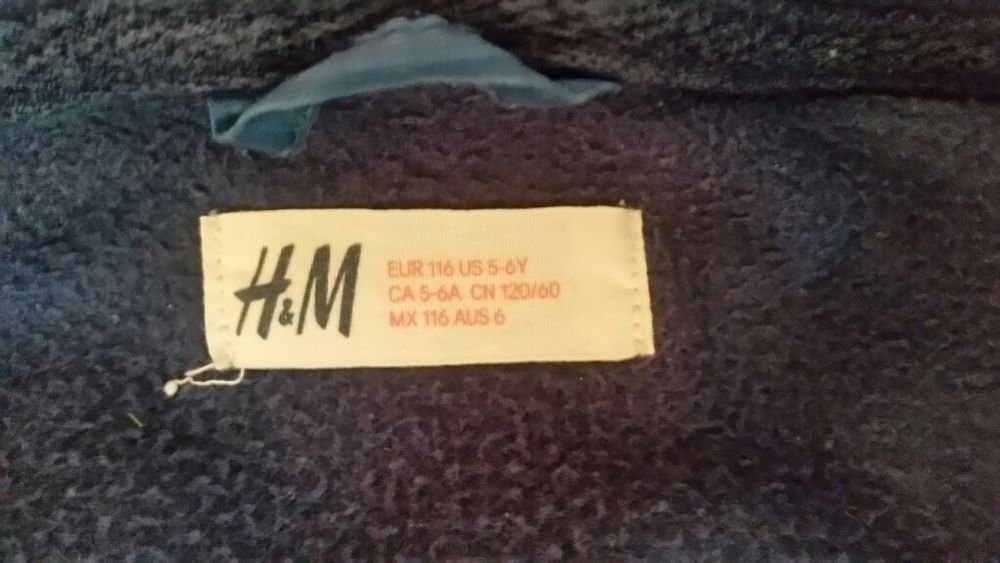 H&M
EUR 116 US 5-6Y
CA 5-6A CN 120/60
MX 116 AUS 6